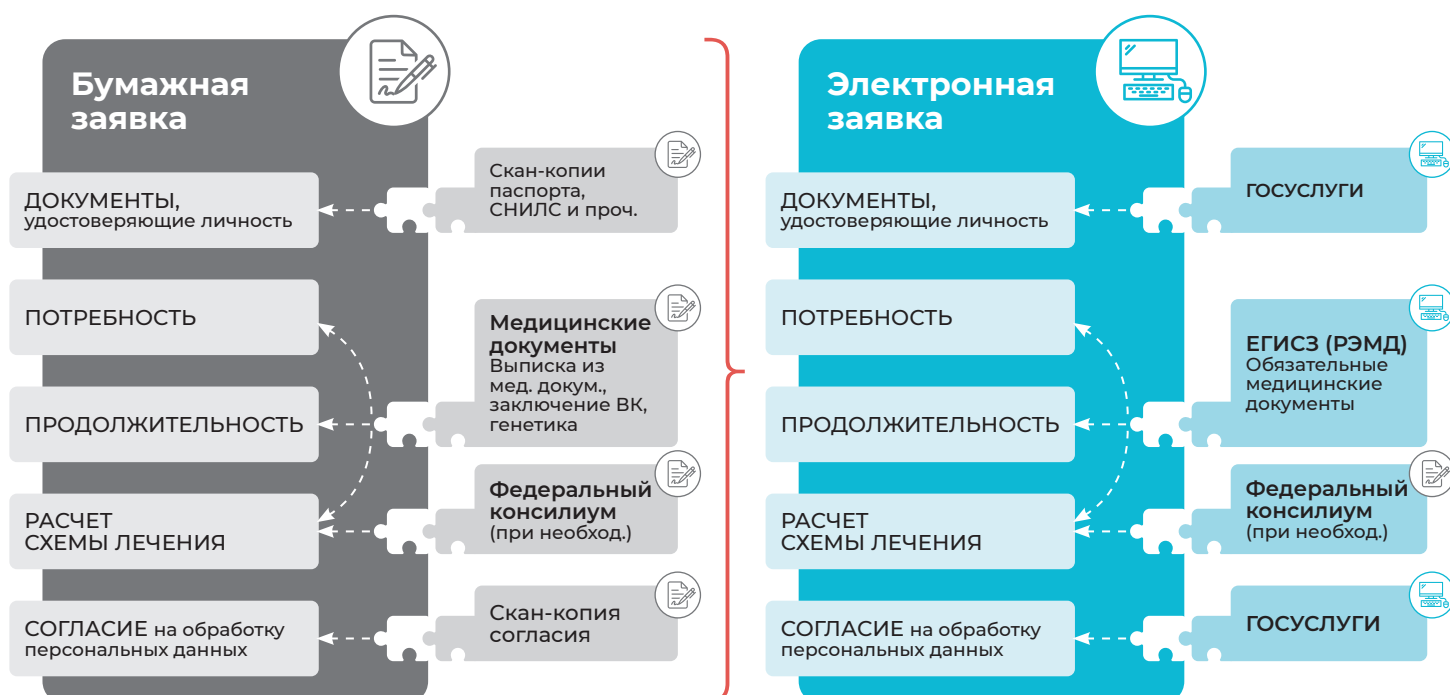 Бумажная
заявка
ДОКУМЕНТЫ,
удостоверяющие личность
Скан-копии
паспорта,
СНИЛС и проч.
ПОТРЕБНОСТЬ
ПРОДОЛЖИТЕЛЬНОСТЬ
Медицинские
документы
Выписка из
мед. докум.,
заключение ВК,
генетика
РАСЧЕТ
СХЕМЫ ЛЕЧЕНИЯ
Федеральный
консилиум
(при необход.)
СОГЛАСИЕ на обработку
персональных данных
Скан-копия
согласия
Электронная
заявка
ДОКУМЕНТЫ,
удостоверяющие личность
ГОСУСЛУГИ
ПОТРЕБНОСТЬ
ПРОДОЛЖИТЕЛЬНОСТЬ
ЕГИСЗ (РЭМД)
Обязательные
медицинские
документы
РАСЧЕТ
СХЕМЫ ЛЕЧЕНИЯ
Федеральный
консилиум
(при необход.)
СОГЛАСИЕ на обработку
персональных данных
ГОСУСЛУГИ